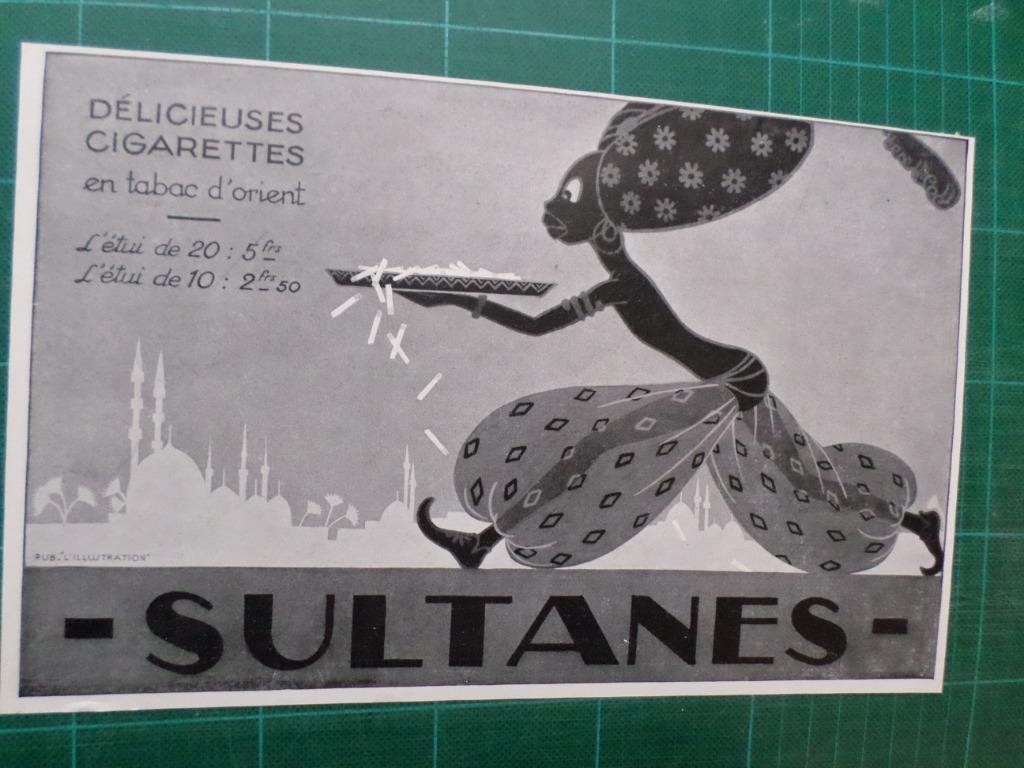 DÉLICIEUSES
CIGARETTES
en tabac d'orient
L'étui de 20 : 5 frs
L'étui de 10 : 2 frs 50
PUB. "L'ILLUSTRATION"
- SULTANES -